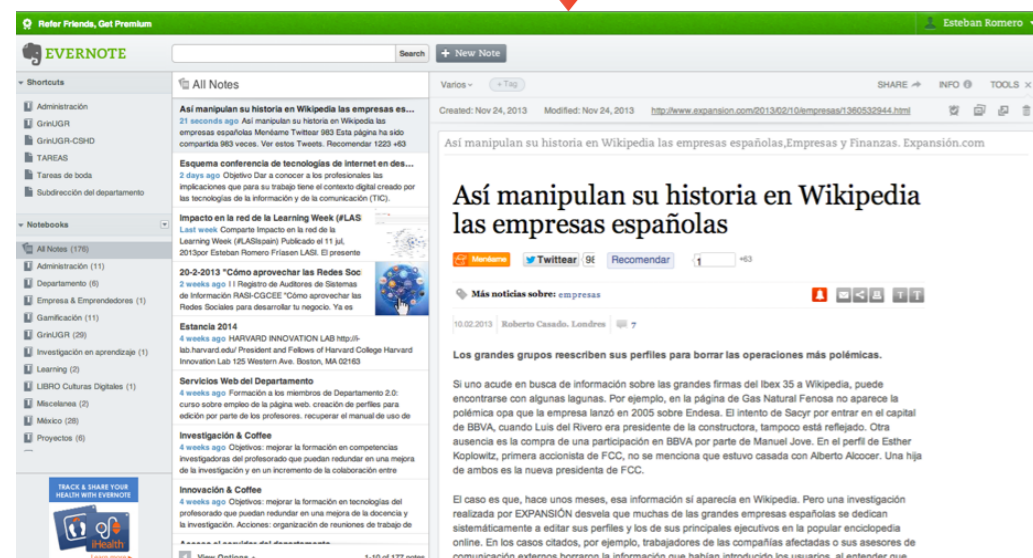 Refer Friends, Get Premium
Esteban Romero
EVERNOTE
Search
+ New Note
Shortcuts
Administración
GrinUGR
GrinUGR-CSHD
TAREAS
Tareas de boda
Subdirección del departamento
Notebooks
All Notes (176)
Administración (11)
Departamento (6)
Empresa & Emprendedores (1)
Gamificación (11)
GrinUGR (29)
Investigación en aprendizaje (1)
Learning (2)
LIBRO Culturas Digitales (1)
Miscelanea (2)
México (28)
Proyectos (6)
TRACK & SHARE YOUR
HEALTH WITH EVERNOTE
iHealth
All Notes
Así manipulan su historia en Wikipedia las empresas es...
21 seconds ago Así manipulan su historia en Wikipedia las
empresas españolas Menéame Twittear 983 Esta página ha sido
compartida 983 veces. Ver estos Tweets. Recomendar 1223 +63
Esquema conferencia de tecnologías de internet en des...
2 days ago Objetivo Dar a conocer a los profesionales las
implicaciones que para su trabajo tiene el contexto digital creado por
las tecnologías de la información y de la comunicación (TIC).
Impacto en la red de la Learning Week (#LAS
Last week Comparte Impacto en la red de la
Learning Week (#LASIspain) Publicado el 11 jul,
2013por Esteban Romero Fríasen LASI. El presente
20-2-2013 "Cómo aprovechar las Redes Soc
2 weeks ago I I Registro de Auditores de Sistemas
de Información RASI-CGCEE "Cómo aprovechar las
Redes Sociales para desarrollar tu negocio. Ya es
Estancia 2014
4 weeks ago HARVARD INNOVATION LAB http://i-
lab.harvard.edu/ President and Fellows of Harvard College Harvard
Innovation Lab 125 Western Ave. Boston, MA 02163
Servicios Web del Departamento
4 weeks ago Formación a los miembros de Departamento 2.0:
curso sobre empleo de la página web. creación de perfiles para
edición por parte de los profesores. recuperar el manual de uso de
Investigación & Coffee
4 weeks ago Objetivos: mejorar la formación en competencias
investigadoras del profesorado que puedan redundar en una mejora
de la investigación y en un incremento de la colaboración entre
Innovación & Coffee
4 weeks ago Objetivos: mejorar la formación en tecnologías del
profesorado que puedan redundar en una mejora de la docencia y
la investigación. Acciones: organización de reuniones de trabajo de
View Options
1-10 of 177 notes
Varios
+ Tag
SHARE
INFO
TOOLS
Created: Nov 24, 2013 Modified: Nov 24, 2013 http://www.expansion.com/2013/02/10/empresas/1360532944.html
Así manipulan su historia en Wikipedia las empresas españolas,Empresas y Finanzas. Expansión.com
Así manipulan su historia en Wikipedia
las empresas españolas
Menéame
Twittear
Recomendar
1
+63
Más noticias sobre: empresas
T T
10.02.2013 Roberto Casado. Londres 7
Los grandes grupos reescriben sus perfiles para borrar las operaciones más polémicas.
Si uno acude en busca de información sobre las grandes firmas del Ibex 35 a Wikipedia, puede
encontrarse con algunas lagunas. Por ejemplo, en la página de Gas Natural Fenosa no aparece la
polémica opa que la empresa lanzó en 2005 sobre Endesa. El intento de Sacyr por entrar en el capital
de BBVA, cuando Luis del Rivero era presidente de la constructora, tampoco está reflejado. Otra
ausencia es la compra de una participación en BBVA por parte de Manuel Jove. En el perfil de Esther
Koplowitz, primera accionista de FCC, no se menciona que estuvo casada con Alberto Alcocer. Una hija
de ambos es la nueva presidenta de FCC.
El caso es que, hace unos meses, esa información sí aparecía en Wikipedia. Pero una investigación
realizada por EXPANSIÓN desvela que muchas de las grandes empresas españolas se dedican
sistemáticamente a editar sus perfiles y los de sus principales ejecutivos en la popular enciclopedia
online. En los casos citados, por ejemplo, trabajadores de las compañías afectadas o sus asesores de
comunicación externos borraron la información que habían introducido los usuarios, al entender que